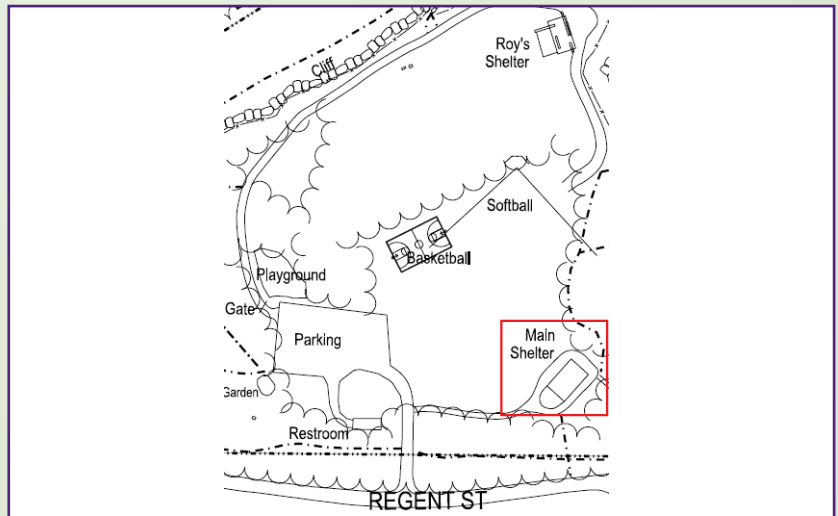 Cliff
Roy's
Shelter
Softball
Basketball
Playground
Gate
Parking
Main
Shelter
Garden
Restroom
REGENT ST